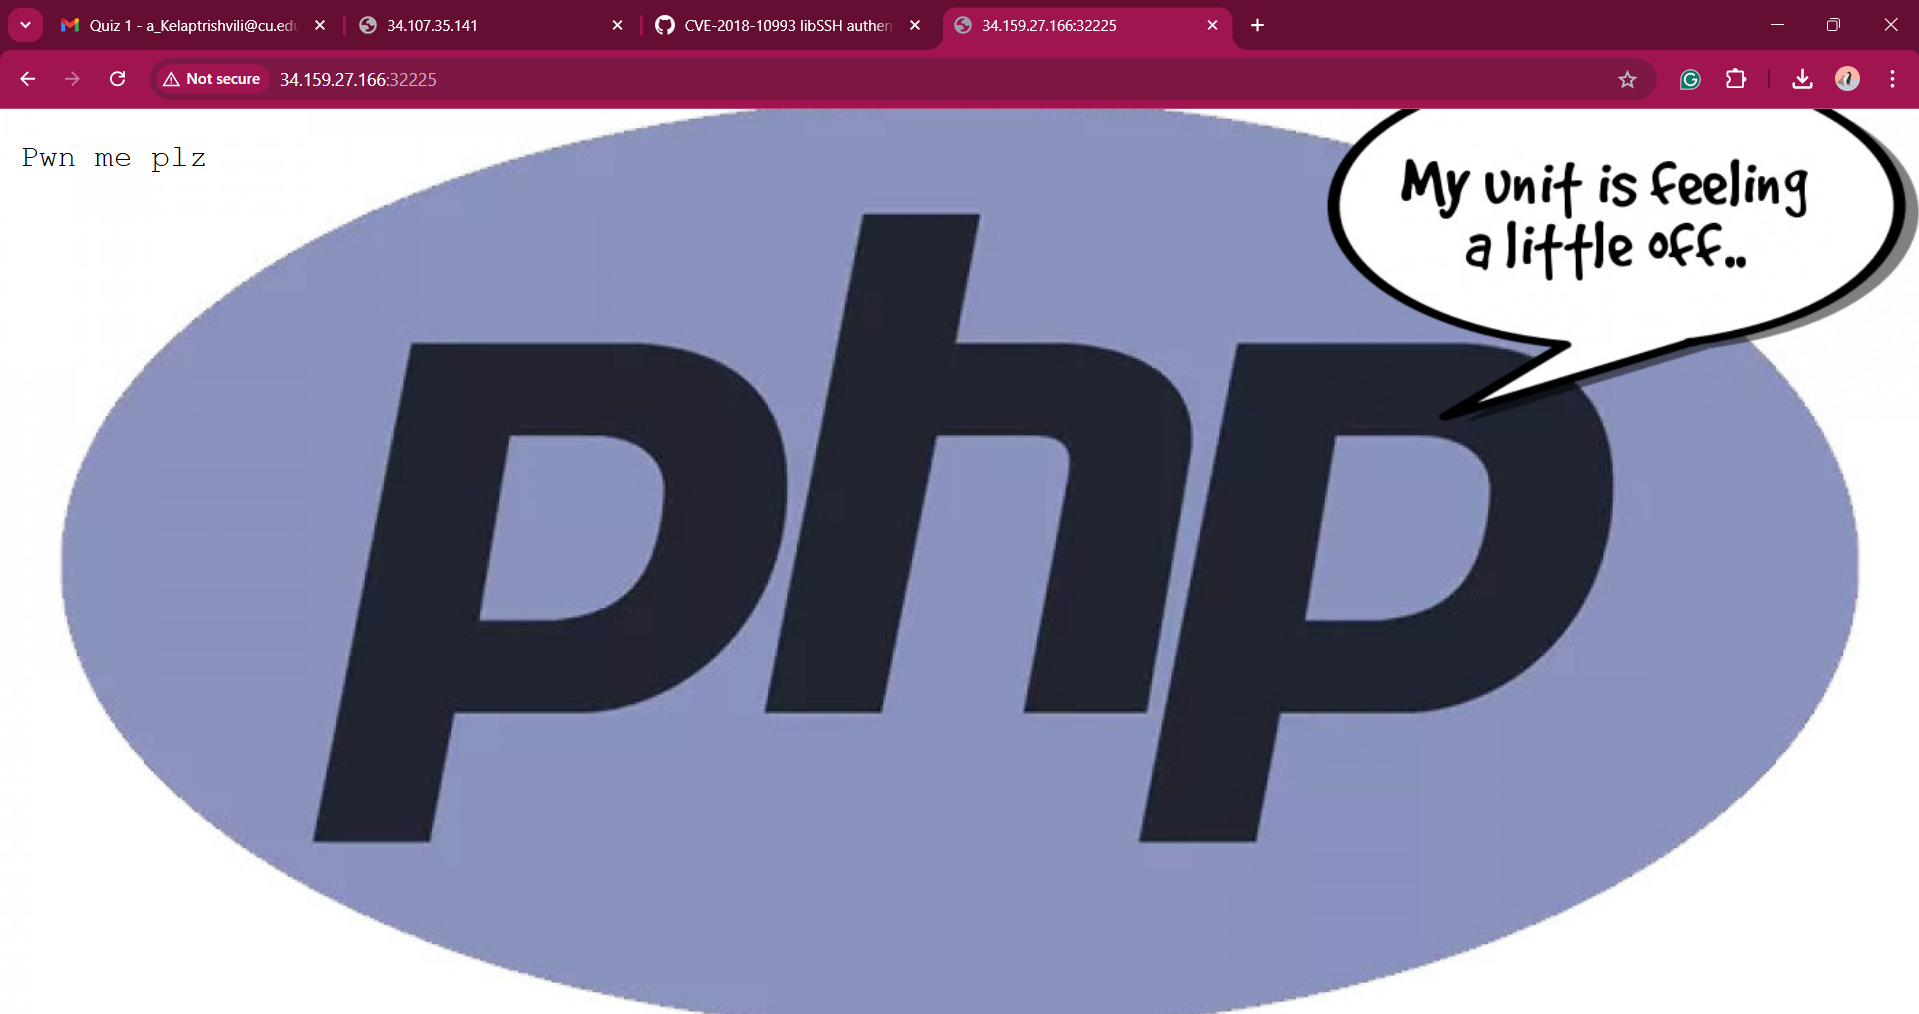 Quiz 1 - a_Kelaptrishvili@cu.edu
34.107.35.141
CVE-2018-10993 libSSH authen
34.159.27.166:32225
Not secure
34.159.27.166:32225
Pwn me plz
My unit is feeling
a little off..
php